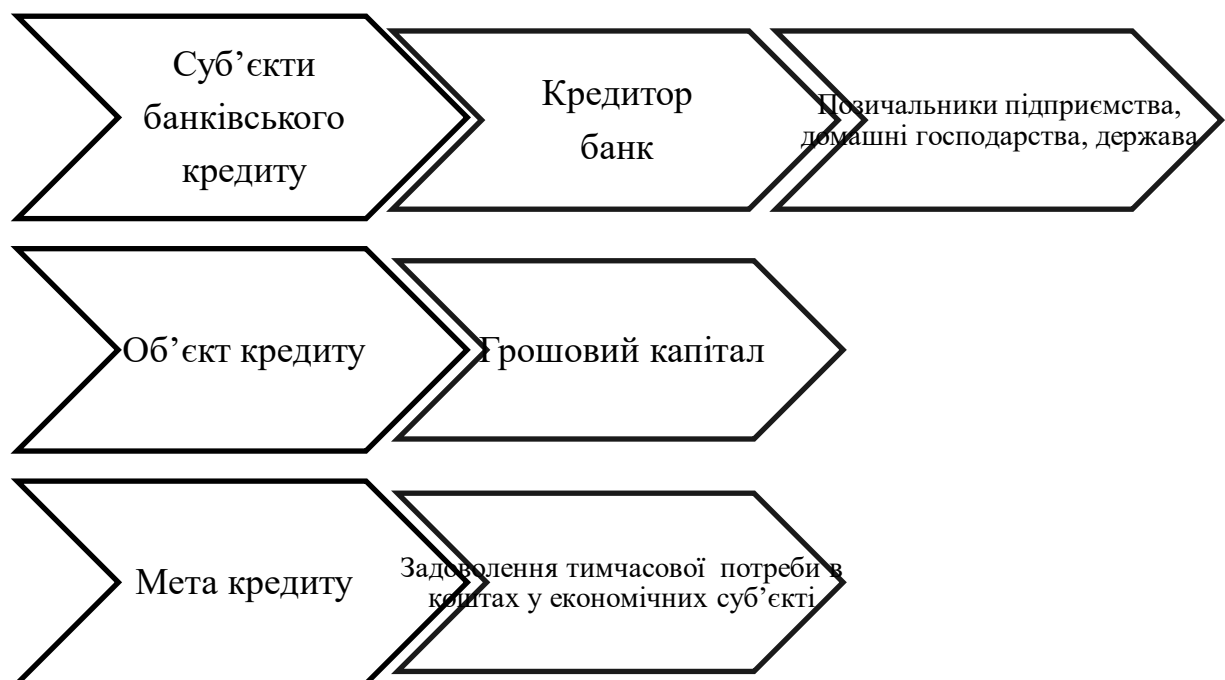 Суб’єкти
банківського
кредиту
Кредитор
банк
Позичальники підприємства,
домашні господарства, держава
Об’єкт кредиту
Грошовий капітал
Мета кредиту
Задоволення тимчасової потреби в
коштах у економічних суб’єкті